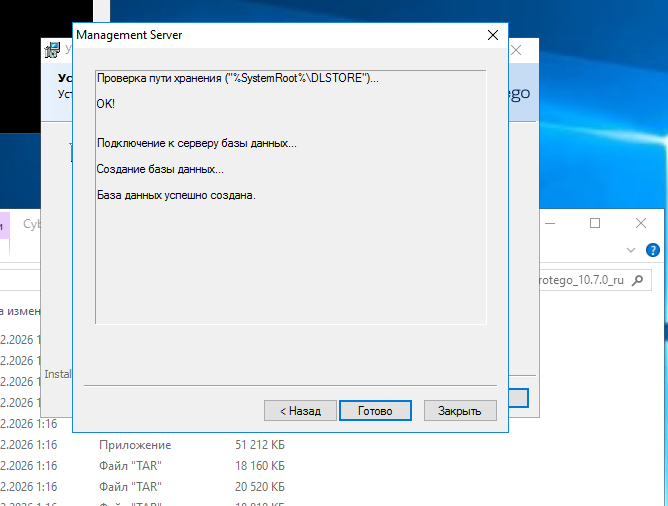 Management Server
Ус
Уст
ego
Проверка пути хранения ("%SystemRoot%\DLSTORE")...
OK!
Подключение к серверу базы данных...
Создание базы данных...
База данных успешно создана.
и
Cyb
rotego_10.7.0_ru
а измен
2.2026 1:
2.2026 1:
2.2026 1:
Instal
2.2026 1:
< Назад
Готово
Закрыть
2.2026 1:16
2.2026 1:16
Приложение
51 212 КБ
2.2026 1:16
Файл "TAR"
18 160 КБ
2.2026 1:16
Файл "TAR"
20 520 КБ